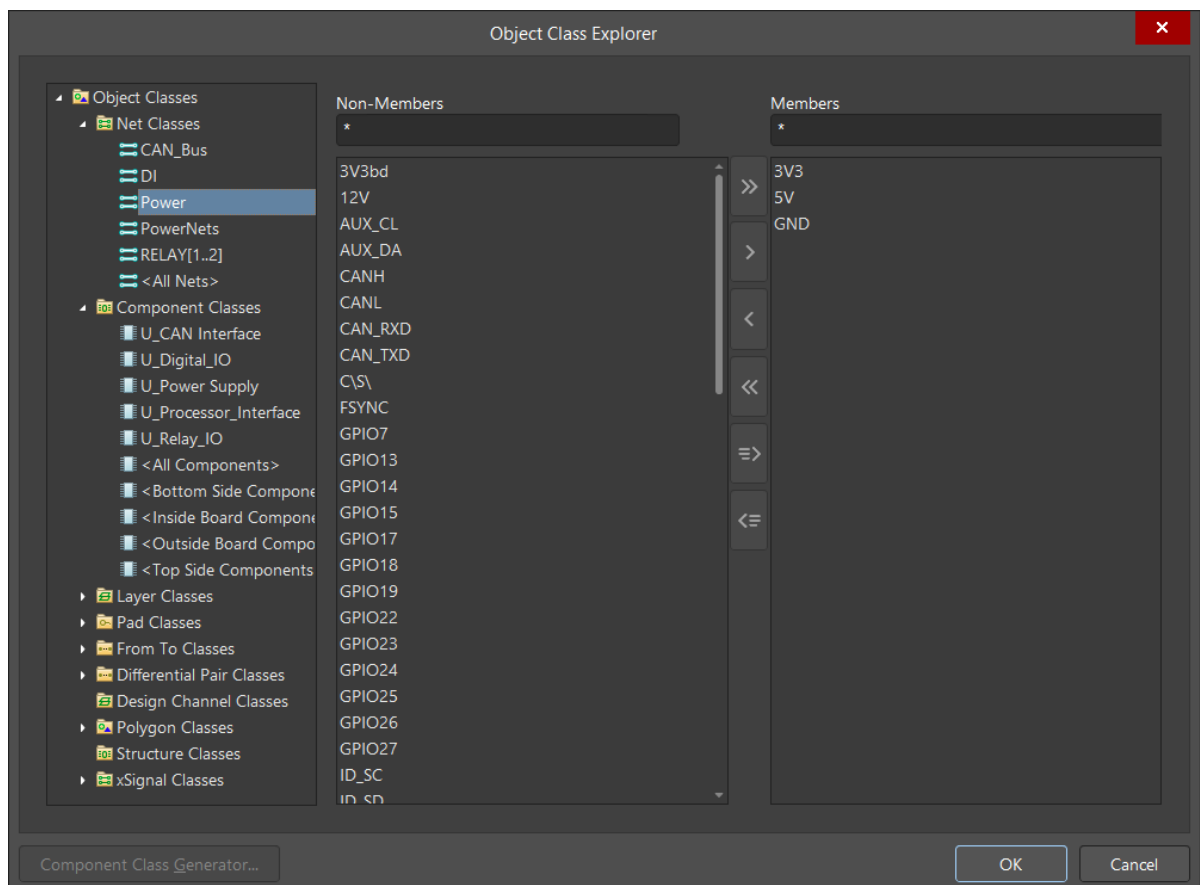 Object Class Explorer
Object Classes
Net Classes
CAN_Bus
DI
Power
PowerNets
RELAY[1..2]
<All Nets>
Component Classes
U_CAN Interface
U_Digital_IO
U_Power Supply
U_Processor_Interface
U_Relay_IO
<All Components>
<Bottom Side Compone
<Inside Board Compone
<Outside Board Compo
<Top Side Components
Layer Classes
Pad Classes
From To Classes
Differential Pair Classes
Design Channel Classes
Polygon Classes
Structure Classes
xSignal Classes
Non-Members
*
3V3bd
12V
AUX_CL
AUX_DA
CANH
CANL
CAN_RXD
CAN_TXD
C\S\
FSYNC
GPIO7
GPIO13
GPIO14
GPIO15
GPIO17
GPIO18
GPIO19
GPIO22
GPIO23
GPIO24
GPIO25
GPIO26
GPIO27
ID_SC
ID_SD
Members
*
3V3
5V
GND
Component Class Generator...
OK
Cancel